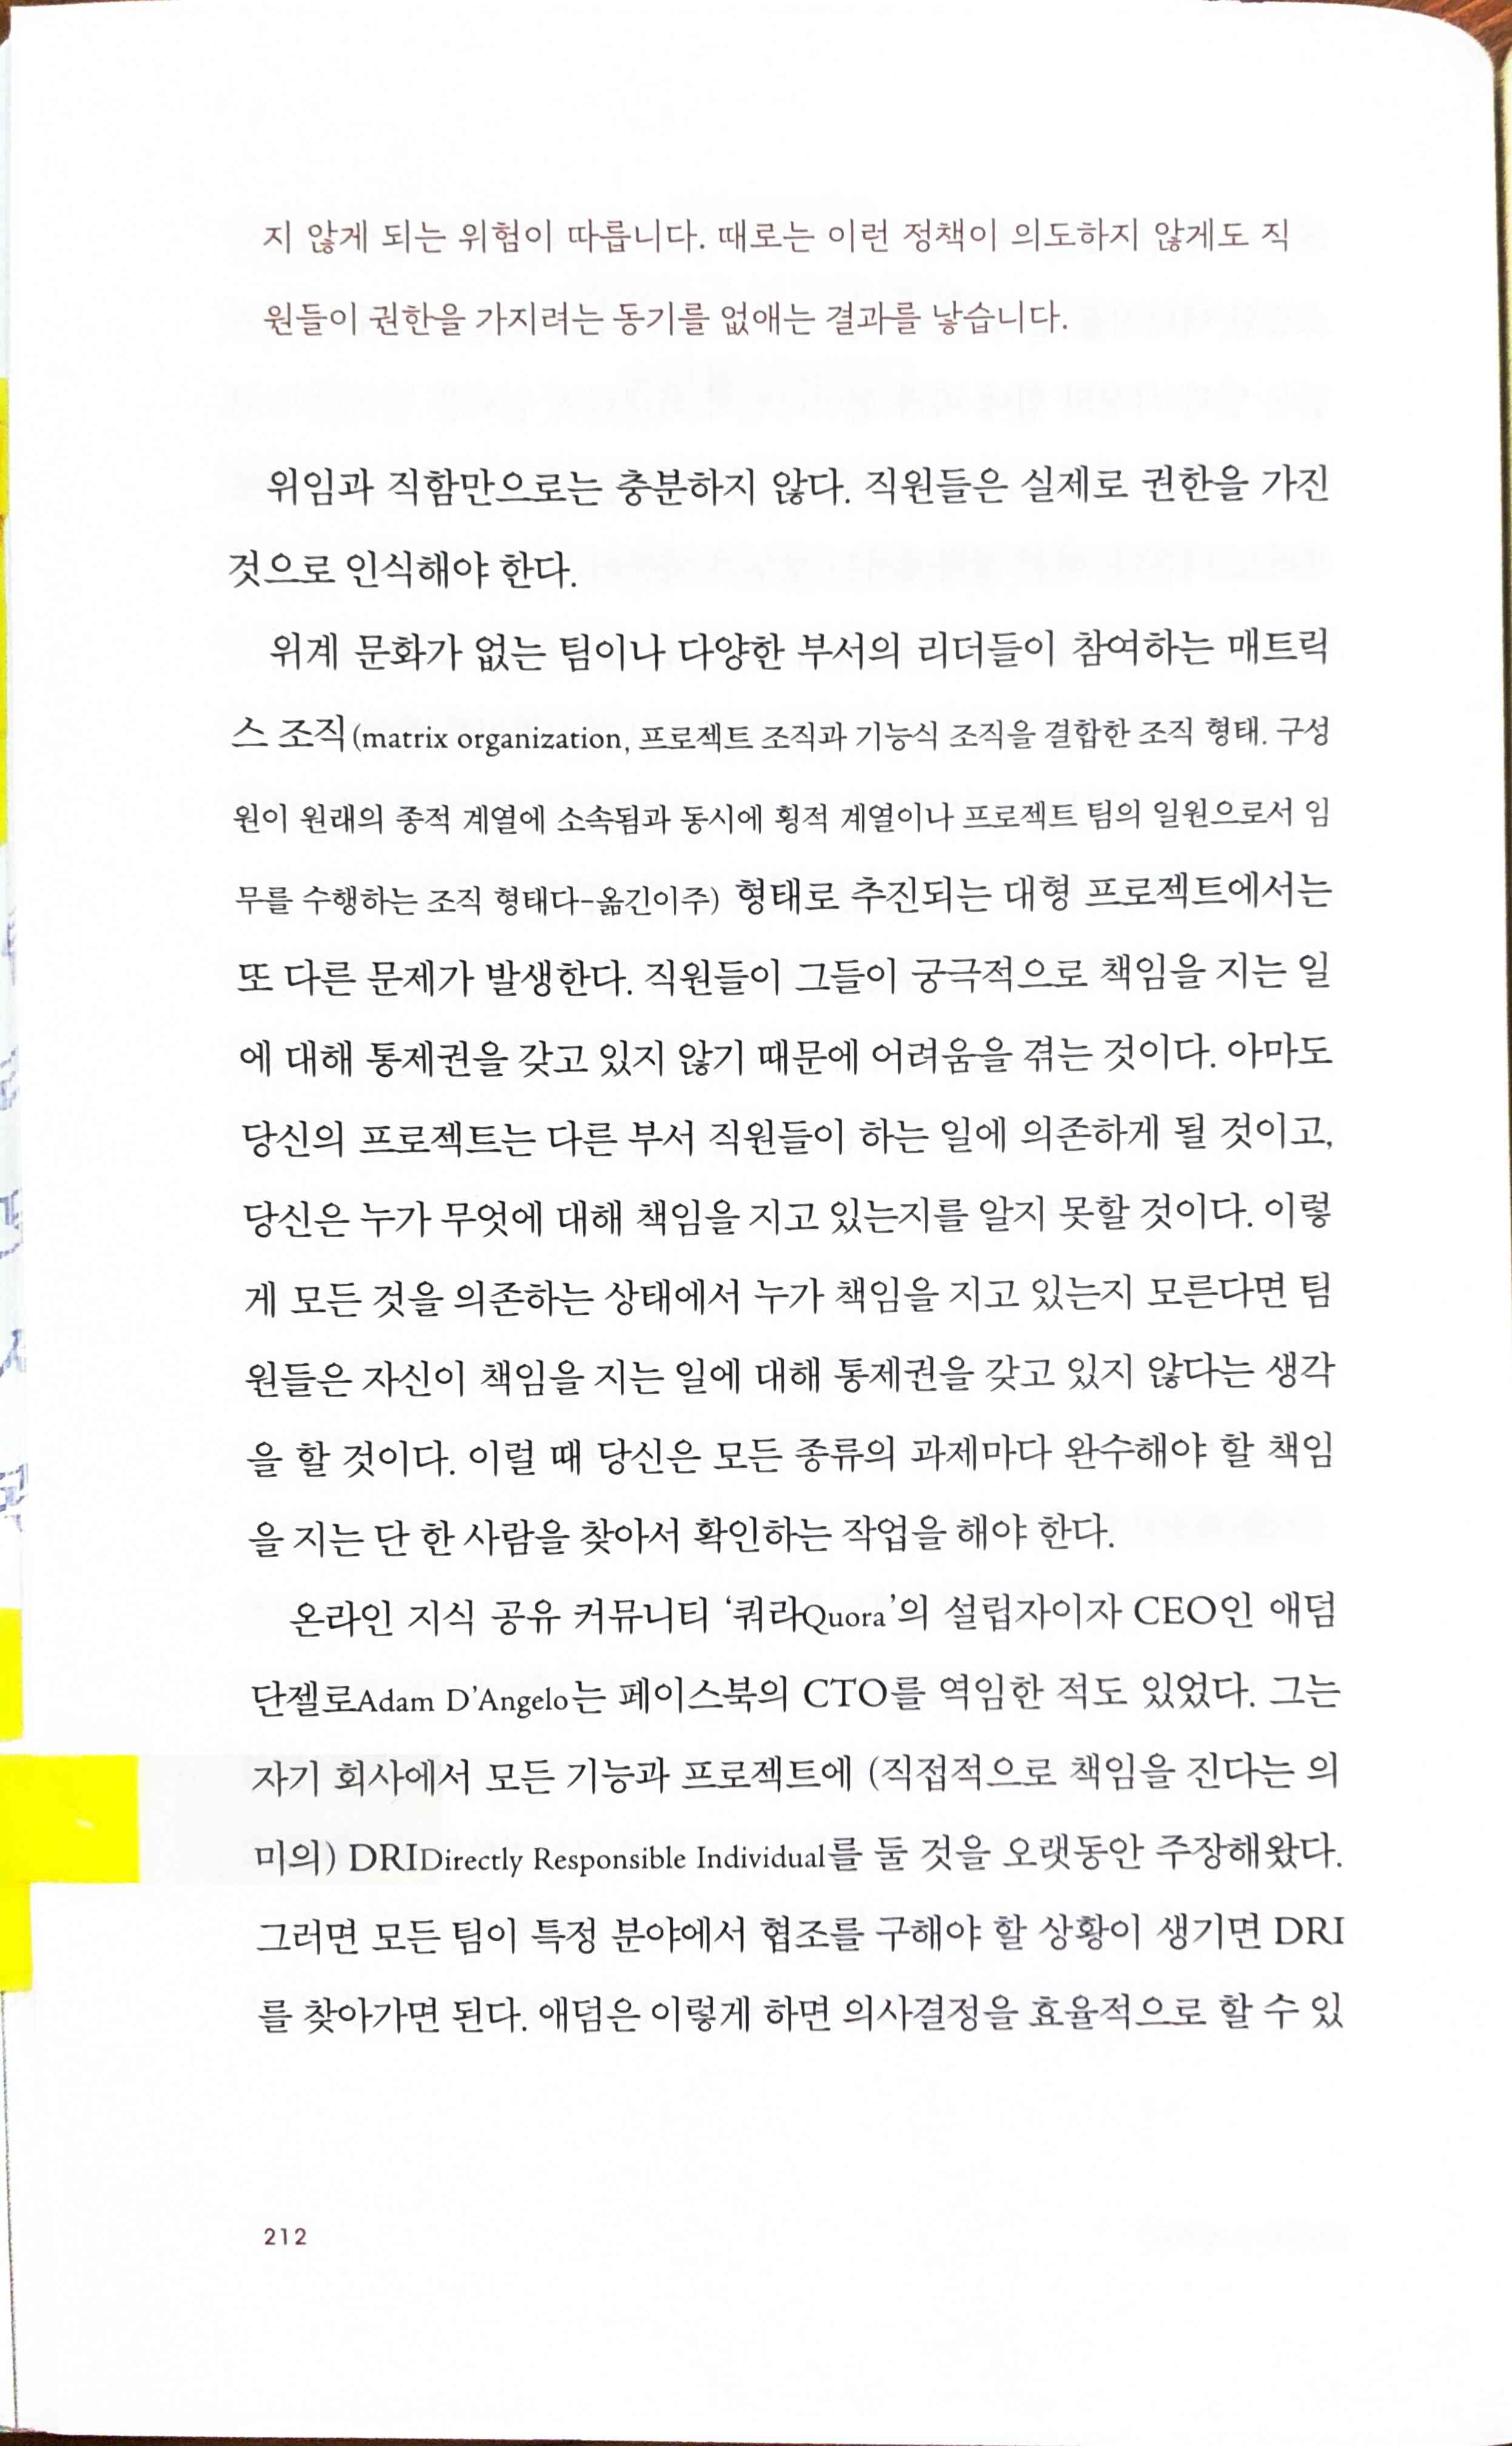 지 않게 되는 위험이 따릅니다. 때로는 이런 정책이 의도하지 않게도 직
원들이 권한을 가지려는 동기를 없애는 결과를 낳습니다.
위임과 직함만으로는 충분하지 않다. 직원들은 실제로 권한을 가진
것으로 인식해야 한다.
위계 문화가 없는 팀이나 다양한 부서의 리더들이 참여하는 매트릭
스 조직(matrix organization, 프로젝트 조직과 기능식 조직을 결합한 조직 형태. 구성
원이 원래의 종적 계열에 소속됨과 동시에 횡적 계열이나 프로젝트 팀의 일원으로서 임
무를 수행하는 조직 형태다-옮긴이주) 형태로 추진되는 대형 프로젝트에서는
또 다른 문제가 발생한다. 직원들이 그들이 궁극적으로 책임을 지는 일
에 대해 통제권을 갖고 있지 않기 때문에 어려움을 겪는 것이다. 아마도
당신의 프로젝트는 다른 부서 직원들이 하는 일에 의존하게 될 것이고,
당신은 누가 무엇에 대해 책임을 지고 있는지를 알지 못할 것이다. 이렇
게 모든 것을 의존하는 상태에서 누가 책임을 지고 있는지 모른다면 팀
원들은 자신이 책임을 지는 일에 대해 통제권을 갖고 있지 않다는 생각
을 할 것이다. 이럴 때 당신은 모든 종류의 과제마다 완수해야 할 책임
을 지는 단 한 사람을 찾아서 확인하는 작업을 해야 한다.
온라인 지식 공유 커뮤니티 ‘쿼라Quora’의 설립자이자 CEO인 애덤
단젤로Adam D’Angelo는 페이스북의 CTO를 역임한 적도 있었다. 그는
자기 회사에서 모든 기능과 프로젝트에 (직접적으로 책임을 진다는 의
미의) DRIDirectly Responsible Individual를 둘 것을 오랫동안 주장해왔다.
그러면 모든 팀이 특정 분야에서 협조를 구해야 할 상황이 생기면 DRI
를 찾아가면 된다. 애덤은 이렇게 하면 의사결정을 효율적으로 할 수 있
212